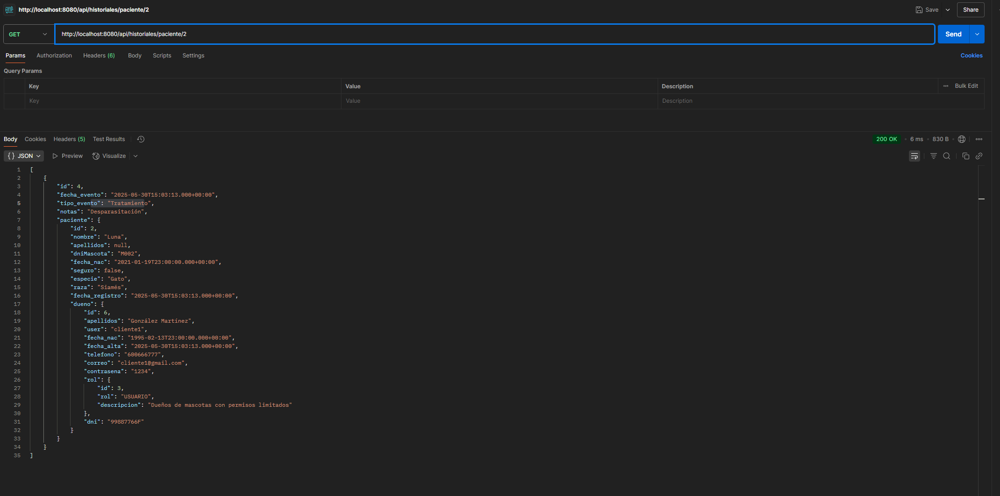 HTTP http://localhost:8080/api/historiales/paciente/2 Save Share
GET http://localhost:8080/api/historiales/paciente/2 Send
Params Authorization Headers (6) Body Scripts Settings Cookies
Query Params
Key Value Description Bulk Edit
Key Value Description
Body Cookies Headers (5) Test Results 200 OK 6 ms 830 B
{} JSON Preview Visualize
1 [
2 {
3 "id": 4,
4 "fecha_evento": "2025-05-30T15:03:13.000+00:00",
5 "tipo_evento": "Tratamiento",
6 "notas": "Desparasitación",
7 "paciente": {
8 "id": 2,
9 "nombre": "Luna",
10 "apellidos": null,
11 "dniMascota": "M002",
12 "fecha_nac": "2021-01-19T23:00:00.000+00:00",
13 "seguro": false,
14 "especie": "Gato",
15 "raza": "Siamés",
16 "fecha_registro": "2025-05-30T15:03:13.000+00:00",
17 "dueno": {
18 "id": 6,
19 "apellidos": "González Martínez",
20 "user": "cliente1",
21 "fecha_nac": "1995-02-13T23:00:00.000+00:00",
22 "fecha_alta": "2025-05-30T15:03:13.000+00:00",
23 "telefono": "600666777",
24 "correo": "cliente1@gmail.com",
25 "contrasena": "1234",
26 "rol": {
27 "id": 3,
28 "rol": "USUARIO",
29 "descripcion": "Dueños de mascotas con permisos limitados"
30 },
31 "dni": "99887766F"
32 }
33 }
34 }
35 ]